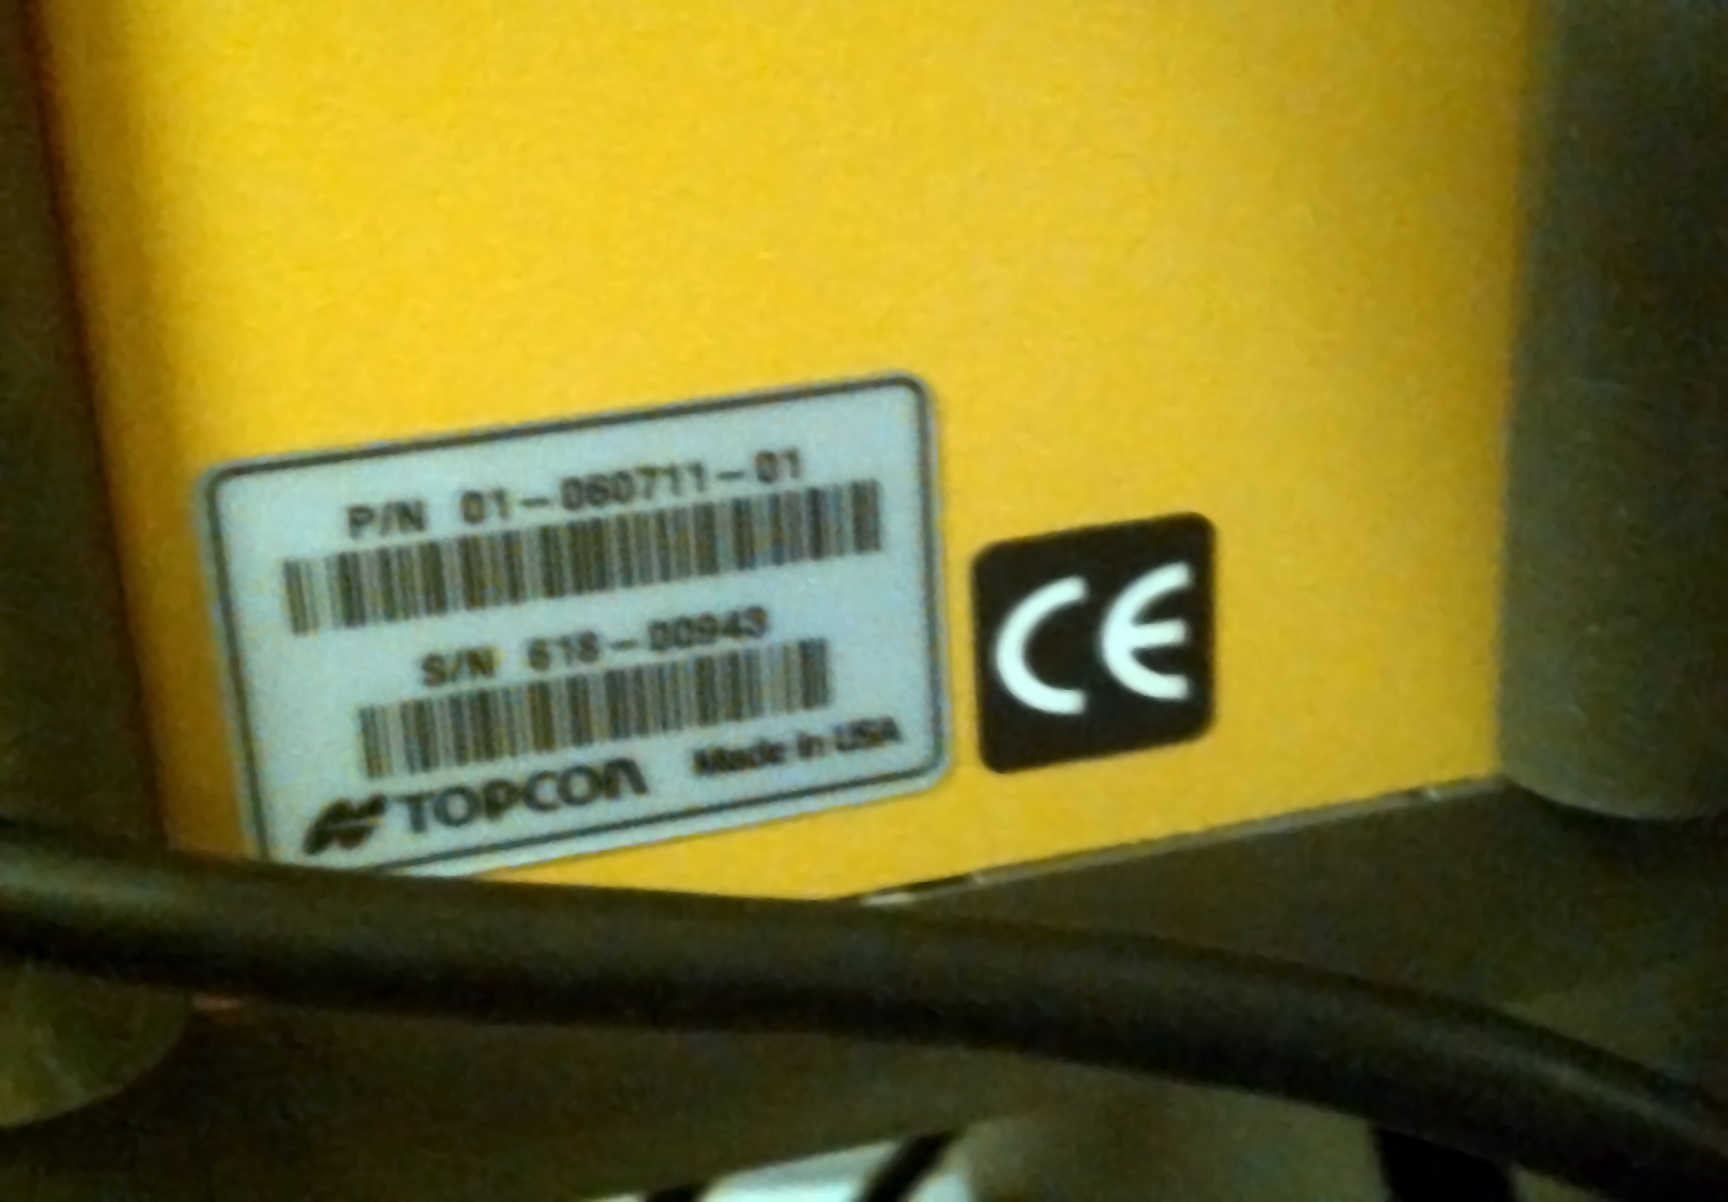 P/N 01-060711-01
S/N 618-00943
TOPCON Made in USA
CE